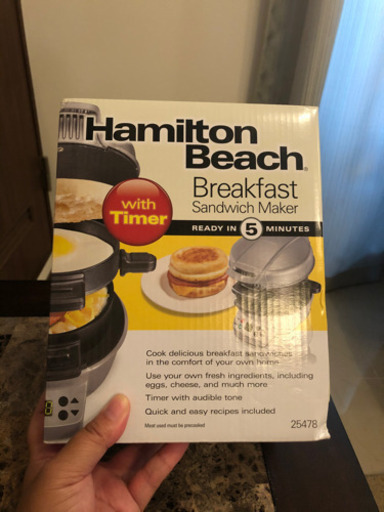 Hamilton
Beach®
Breakfast
Sandwich Maker
with
Timer
READY IN 5 MINUTES
Cook delicious breakfast sandwiches
in the comfort of your own home
Use your own fresh ingredients, including
eggs, cheese, and much more
Timer with audible tone
Quick and easy recipes included
Meat used must be precooked
25478